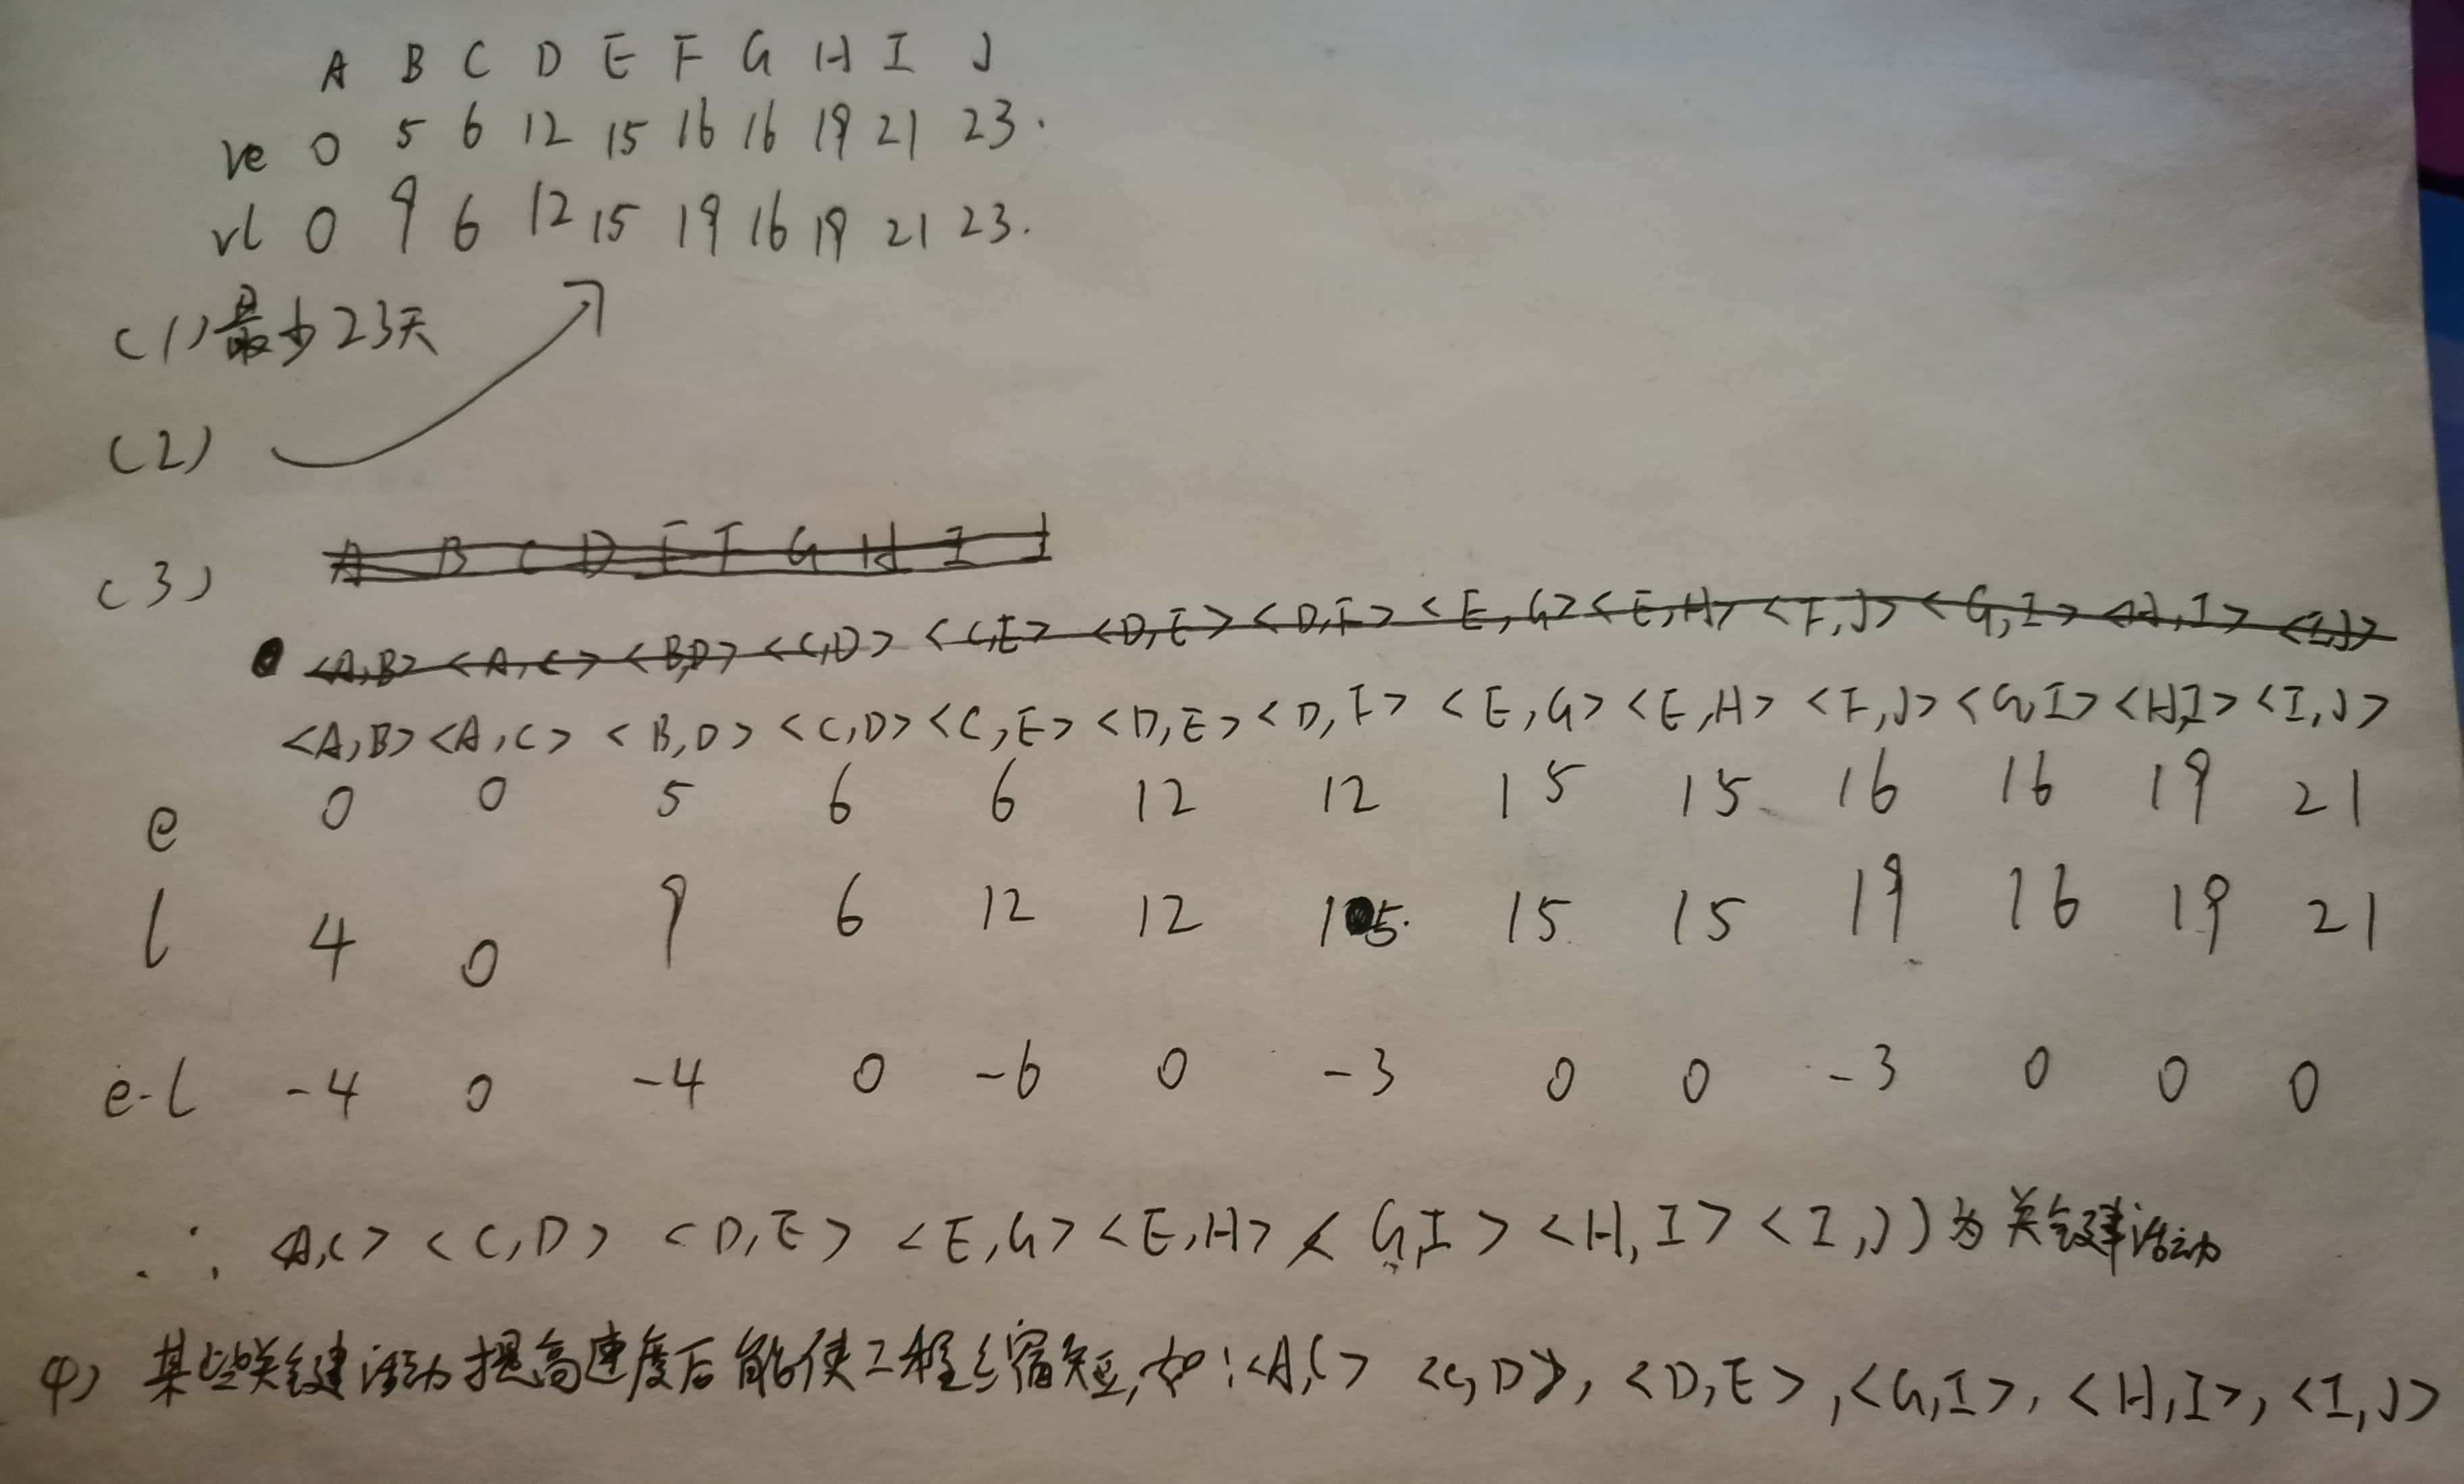 A B C D E F G H I J
ve 0 5 6 12 15 16 16 19 21 23.
vl 0 9 6 12 15 19 16 19 21 23.
(1) 最少23天
(2)
(3) A B C D E F G H I J
<A,B> <A,C> <B,D> <C,D> <C,E> <D,E> <D,F> <E,G> <E,H> <F,J> <G,I> <H,I> <I,J>
<A,B> <A,C> <B,D> <C,D> <C,E> <D,E> <D,F> <E,G> <E,H> <F,J> <G,I> <H,I> <I,J>
e 0 0 5 6 6 12 12 15 15 16 16 19 21
l 4 0 9 6 12 12 15. 15 15 19 16 19 21
e-l -4 0 -4 0 -6 0 -3 0 0 -3 0 0 0
∴ <A,C> <C,D> <D,E> <E,G> <E,H> <G,I> <H,I> <I,J> 为关键活动
4) 某些关键活动提高速度后能使工程缩短,如:<A,C> <C,D>, <D,E>, <G,I>, <H,I>, <I,J>